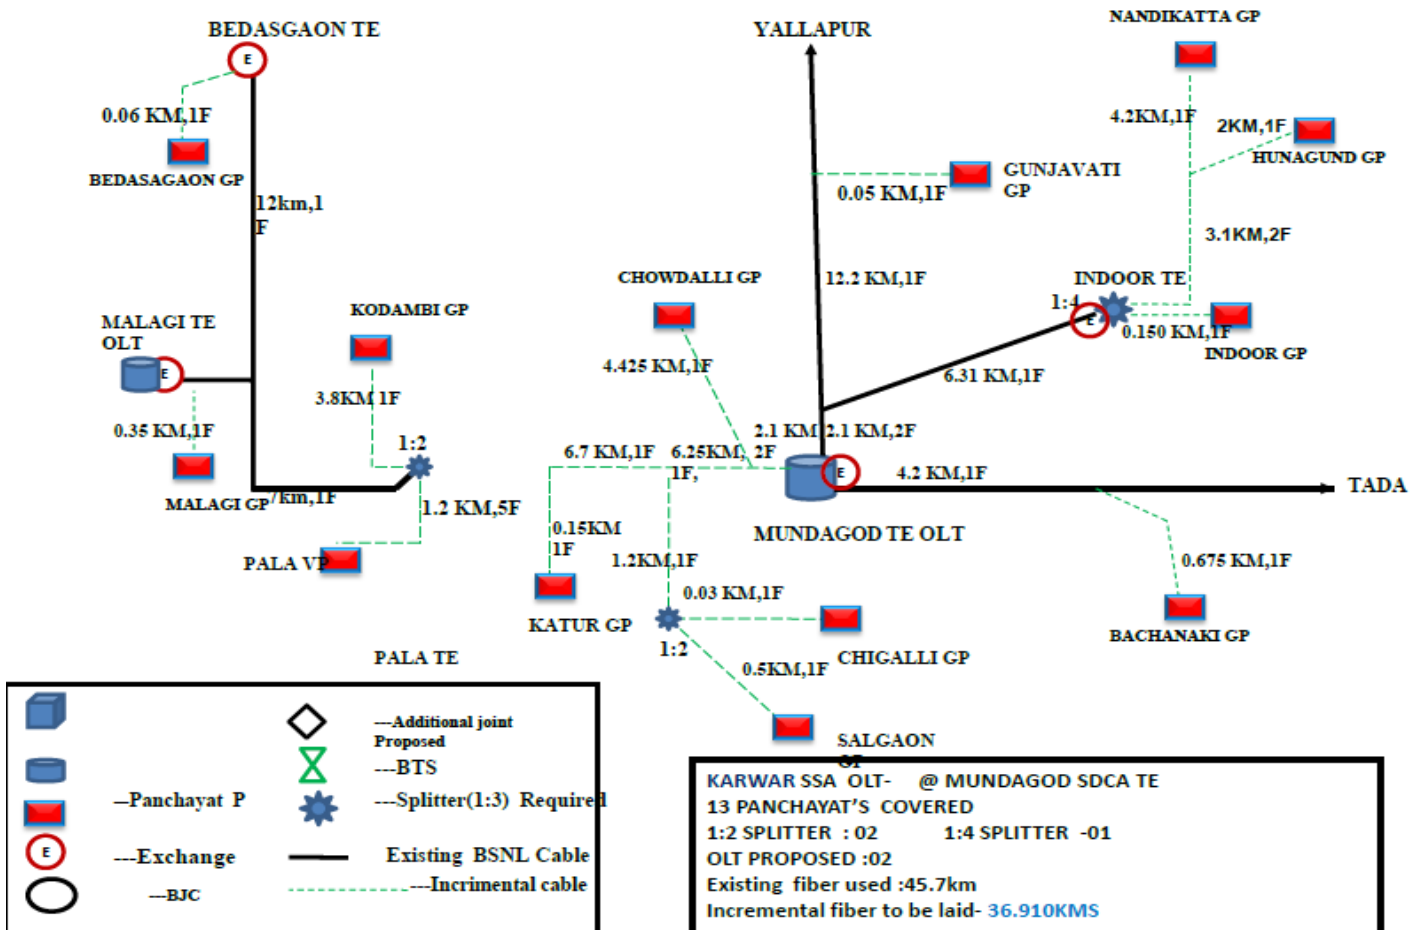 BEDASGAON TE
YALLAPUR
NANDIKATTA GP
E
0.06 KM,1F
4.2KM,1F
2KM,1F
HUNAGUND GP
BEDASAGAON GP
GUNJAVATI
GP
0.05 KM,1F
12km,1
F
3.1KM,2F
CHOWDALLI GP
12.2 KM,1F
INDOOR TE
1:4
E
0.150 KM,1F
INDOOR GP
KODAMBI GP
MALAGI TE
OLT
E
4.425 KM,1F
6.31 KM,1F
3.8KM 1F
0.35 KM,1F
1:2
6.7 KM,1F
6.25KM, 2F
1F,
2.1 KM
2.1 KM,2F
E
4.2 KM,1F
TADA
MALAGI GP
7km,1F
1.2 KM,5F
MUNDAGOD TE OLT
0.15KM
1F
1.2KM,1F
0.675 KM,1F
PALA VP
0.03 KM,1F
KATUR GP
1:2
CHIGALLI GP
BACHANAKI GP
PALA TE
0.5KM,1F
SALGAON
GP
---Additional joint
Proposed
---BTS
---Panchayat P
---Splitter(1:3) Required
E
---Exchange
Existing BSNL Cable
---Incrimental cable
---BJC
KARWAR SSA OLT- @ MUNDAGOD SDCA TE
13 PANCHAYAT'S COVERED
1:2 SPLITTER : 02 1:4 SPLITTER -01
OLT PROPOSED :02
Existing fiber used :45.7km
Incremental fiber to be laid- 36.910KMS